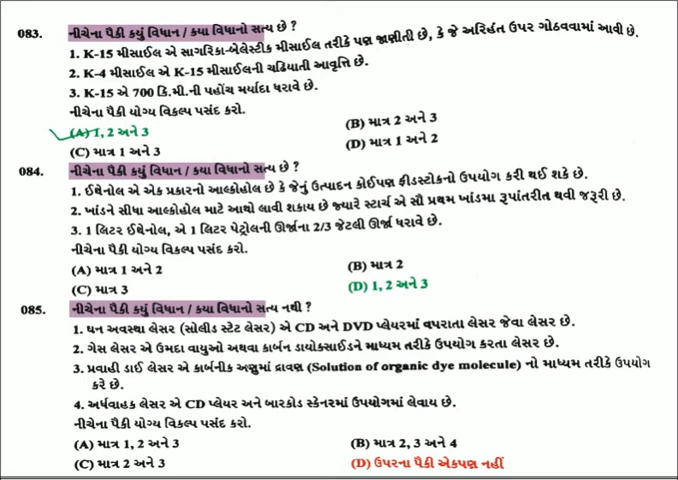 083. નીચેના પૈકી કયું વિધાન / કયા વિધાનો સત્ય છે ?
1. K-15 મીસાઈલ એ સાગરિકા-બેલેસ્ટીક મીસાઈલ તરીકે પણ જાણીતી છે, કે જે અરિહંત ઉપર ગોઠવવામાં આવી છે.
2. K-4 મીસાઈલ એ K-15 મીસાઈલની ચઢિયાતી આવૃત્તિ છે.
3. K-15 એ 700 કિ.મી.ની પહોંચ મર્યાદા ધરાવે છે.
નીચેના પૈકી યોગ્ય વિકલ્પ પસંદ કરો.
(A) 1, 2 અને 3 (B) માત્ર 2 અને 3
(C) માત્ર 1 અને 3 (D) માત્ર 1 અને 2
084. નીચેના પૈકી કયું વિધાન / કયા વિધાનો સત્ય છે ?
1. ઈથેનોલ એ એક પ્રકારનો આલ્કોહોલ છે કે જેનું ઉત્પાદન કોઈપણ ફીડસ્ટોકનો ઉપયોગ કરી થઈ શકે છે.
2. ખાંડને સીધા આલ્કોહોલ માટે આથો લાવી શકાય છે જ્યારે સ્ટાર્ચ એ સૌ પ્રથમ ખાંડમા રૂપાંતરીત થવી જરૂરી છે.
3. 1 લિટર ઈથેનોલ, એ 1 લિટર પેટ્રોલની ઊર્જાના 2/3 જેટલી ઊર્જા ધરાવે છે.
નીચેના પૈકી યોગ્ય વિકલ્પ પસંદ કરો.
(A) માત્ર 1 અને 2 (B) માત્ર 2
(C) માત્ર 3 (D) 1, 2 અને 3
085. નીચેના પૈકી કયું વિધાન / કયા વિધાનો સત્ય નથી ?
1. ઘન અવસ્થા લેસર (સોલીડ સ્ટેટ લેસર) એ CD અને DVD પ્લેયરમાં વપરાતા લેસર જેવા લેસર છે.
2. ગેસ લેસર એ ઉમદા વાયુઓ અથવા કાર્બન ડાયોક્સાઈડને માધ્યમ તરીકે ઉપયોગ કરતા લેસર છે.
3. પ્રવાહી ડાઈ લેસર એ કાર્બનીક અણુમાં દ્રાવણ (Solution of organic dye molecule) નો માધ્યમ તરીકે ઉપયોગ
કરે છે.
4. અર્ધવાહક લેસર એ CD પ્લેયર અને બારકોડ સ્કેનરમાં ઉપયોગમાં લેવાય છે.
નીચેના પૈકી યોગ્ય વિકલ્પ પસંદ કરો.
(A) માત્ર 1, 2 અને 3 (B) માત્ર 2, 3 અને 4
(C) માત્ર 2 અને 3 (D) ઉપરના પૈકી એકપણ નહીં